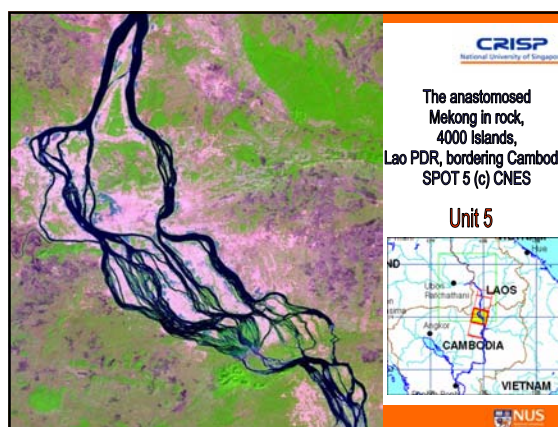 CRISP
National University of Singapore
The anastomosed
Mekong in rock,
4000 Islands,
Lao PDR, bordering Cambod
SPOT 5 (c) CNES
Unit 5
Hue
LAOS
Ubon
Ratchathani
Angkor
CAMBODIA
VIETNAM
NUS